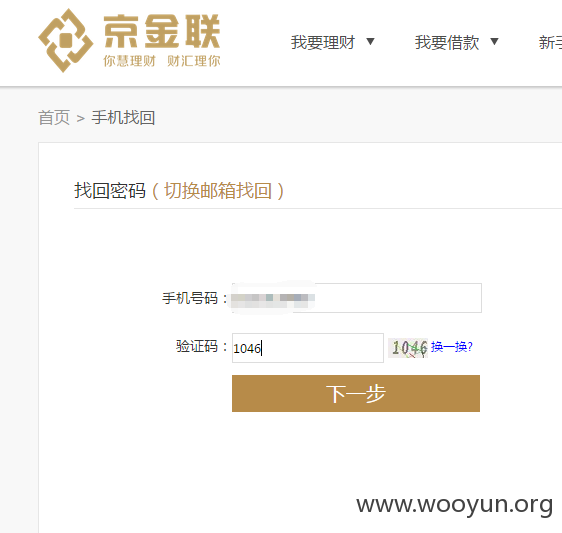 京金联
你慧理财 财汇理你
我要理财 ▼ 我要借款 ▼ 新手
首页 > 手机找回
找回密码（切换邮箱找回）
手机号码：
验证码：1046 1046 换一换?
下一步
www.wooyun.org